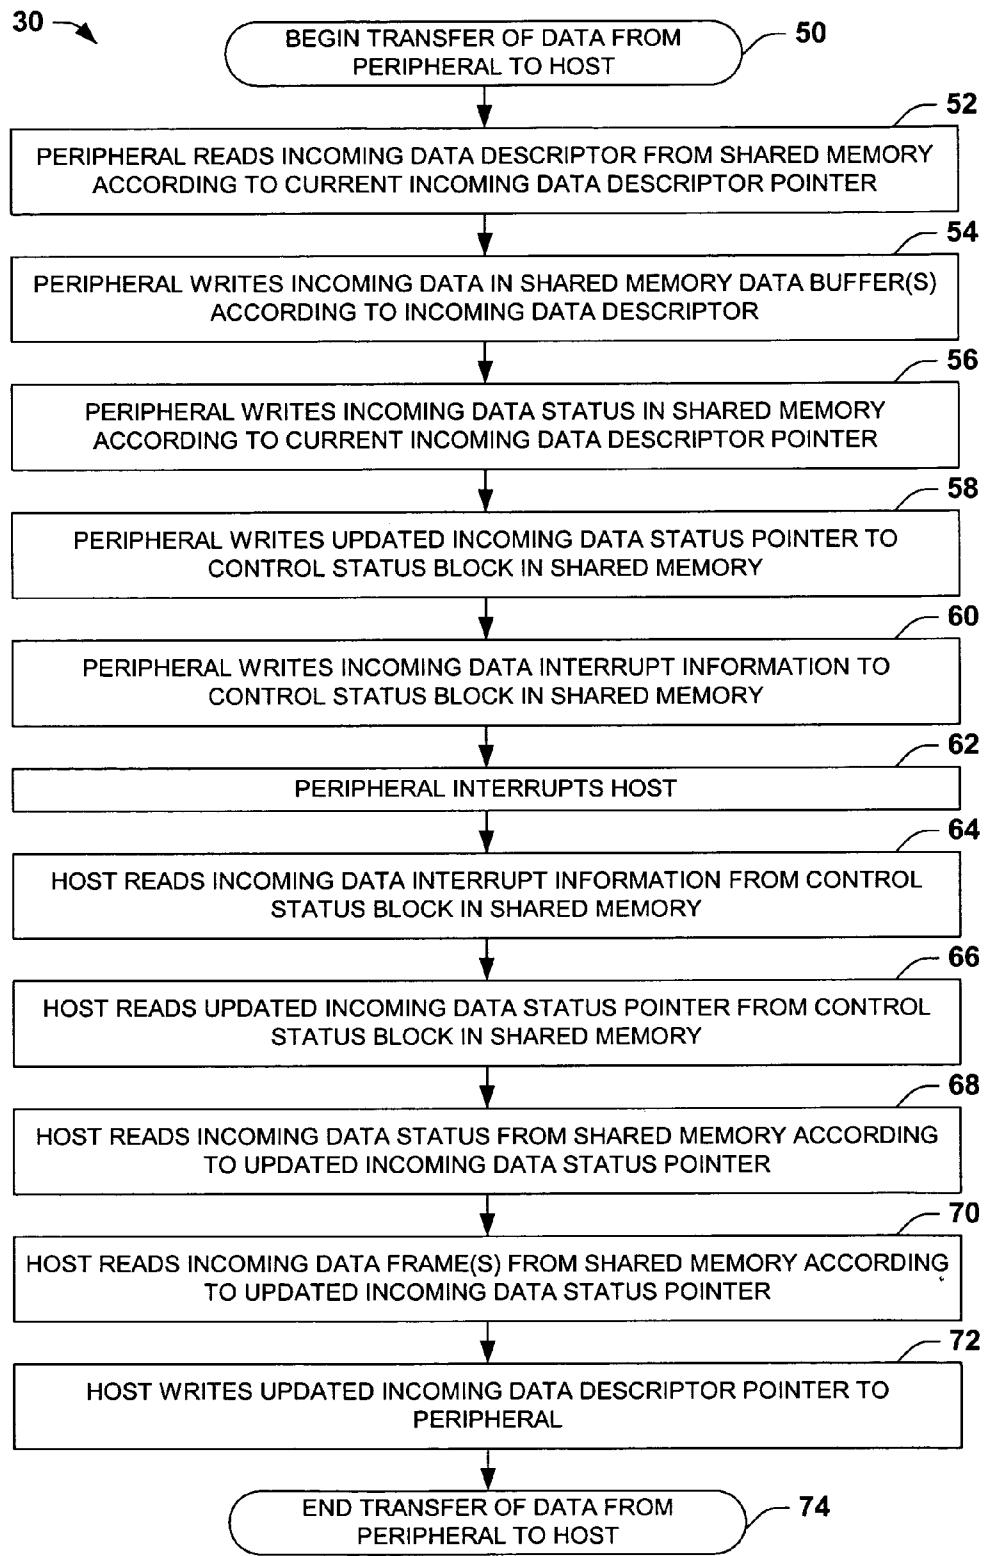 30
BEGIN TRANSFER OF DATA FROM
PERIPHERAL TO HOST
50
52
PERIPHERAL READS INCOMING DATA DESCRIPTOR FROM SHARED MEMORY
ACCORDING TO CURRENT INCOMING DATA DESCRIPTOR POINTER
54
PERIPHERAL WRITES INCOMING DATA IN SHARED MEMORY DATA BUFFER(S)
ACCORDING TO INCOMING DATA DESCRIPTOR
56
PERIPHERAL WRITES INCOMING DATA STATUS IN SHARED MEMORY
ACCORDING TO CURRENT INCOMING DATA DESCRIPTOR POINTER
58
PERIPHERAL WRITES UPDATED INCOMING DATA STATUS POINTER TO
CONTROL STATUS BLOCK IN SHARED MEMORY
60
PERIPHERAL WRITES INCOMING DATA INTERRUPT INFORMATION TO
CONTROL STATUS BLOCK IN SHARED MEMORY
62
PERIPHERAL INTERRUPTS HOST
64
HOST READS INCOMING DATA INTERRUPT INFORMATION FROM CONTROL
STATUS BLOCK IN SHARED MEMORY
66
HOST READS UPDATED INCOMING DATA STATUS POINTER FROM CONTROL
STATUS BLOCK IN SHARED MEMORY
68
HOST READS INCOMING DATA STATUS FROM SHARED MEMORY ACCORDING
TO UPDATED INCOMING DATA STATUS POINTER
70
HOST READS INCOMING DATA FRAME(S) FROM SHARED MEMORY ACCORDING
TO UPDATED INCOMING DATA STATUS POINTER
72
HOST WRITES UPDATED INCOMING DATA DESCRIPTOR POINTER TO
PERIPHERAL
END TRANSFER OF DATA FROM
PERIPHERAL TO HOST
74